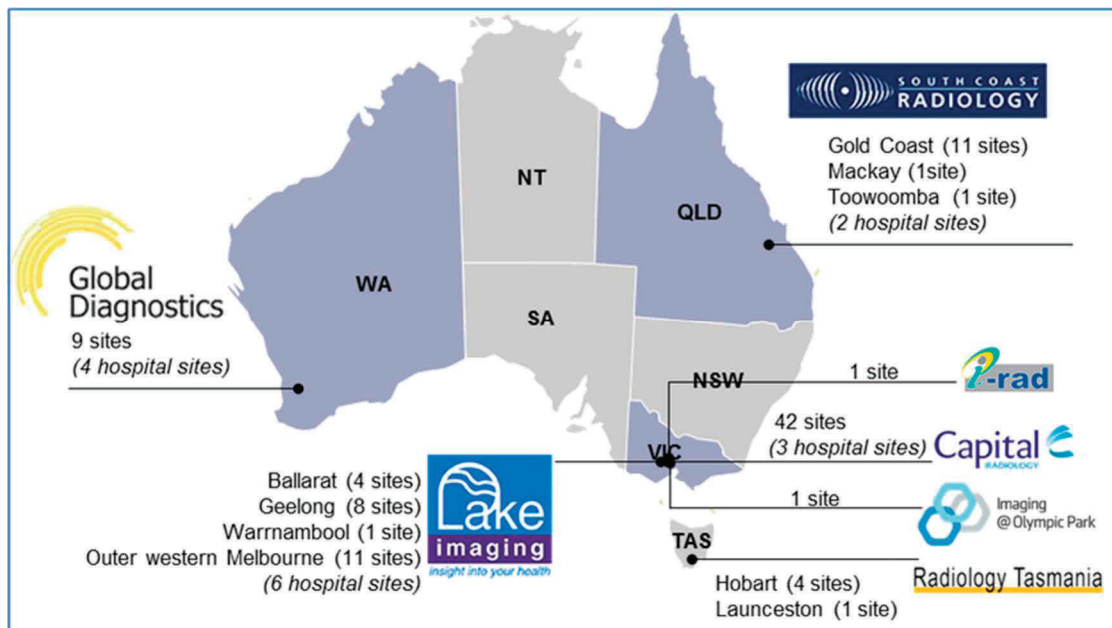 SOUTH COAST
RADIOLOGY
Gold Coast (11 sites)
Mackay (1site)
Toowoomba (1 site)
(2 hospital sites)
NT
QLD
WA
SA
NSW
VIC
TAS
Global
Diagnostics
9 sites
(4 hospital sites)
1 site
i-rad
42 sites
(3 hospital sites)
Capital
RADIOLOGY
1 site
Imaging
@ Olympic Park
Ballarat (4 sites)
Geelong (8 sites)
Warrnambool (1 site)
Outer western Melbourne (11 sites)
(6 hospital sites)
Lake
imaging
insight into your health
Hobart (4 sites)
Launceston (1 site)
Radiology Tasmania